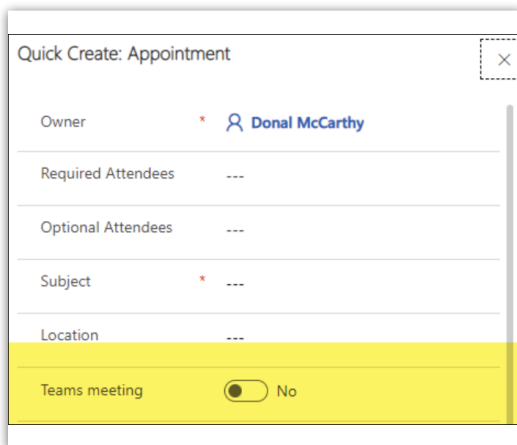 Quick Create: Appointment
Owner * Donal McCarthy
Required Attendees ---
Optional Attendees ---
Subject * ---
Location ---
Teams meeting No